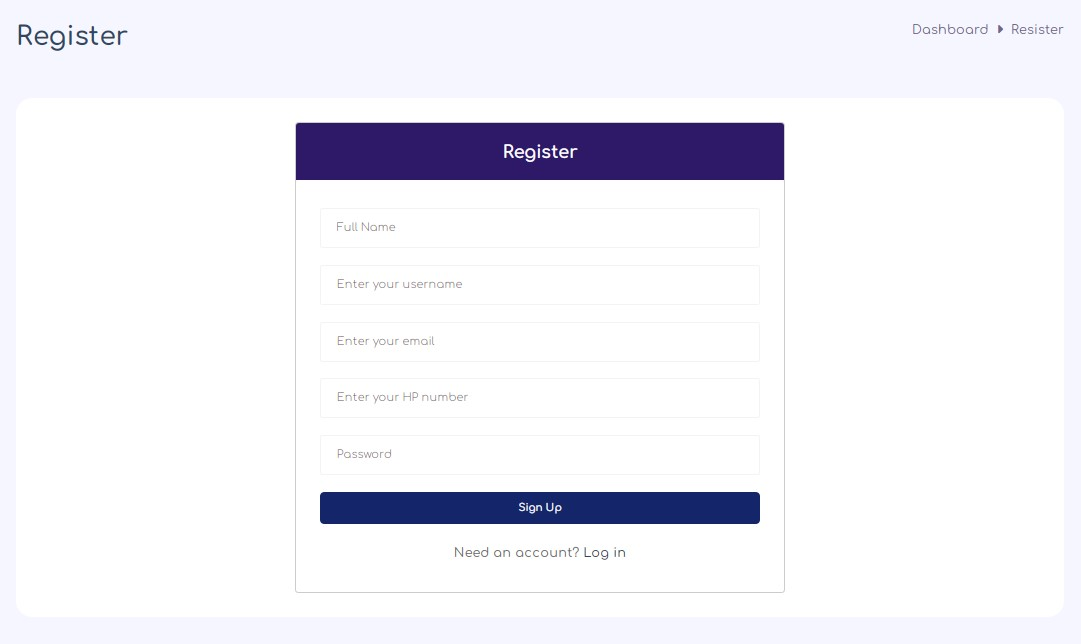 Register
Dashboard Resister
Register
Full Name
Enter your username
Enter your email
Enter your HP number
Password
Sign Up
Need an account? Log in